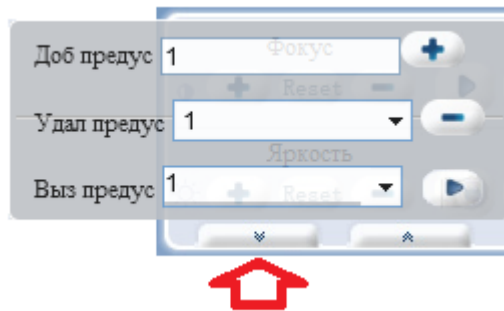 Доб предус 1
Фокус
Reset
Удал предус 1
Яркость
Выз предус 1
Reset